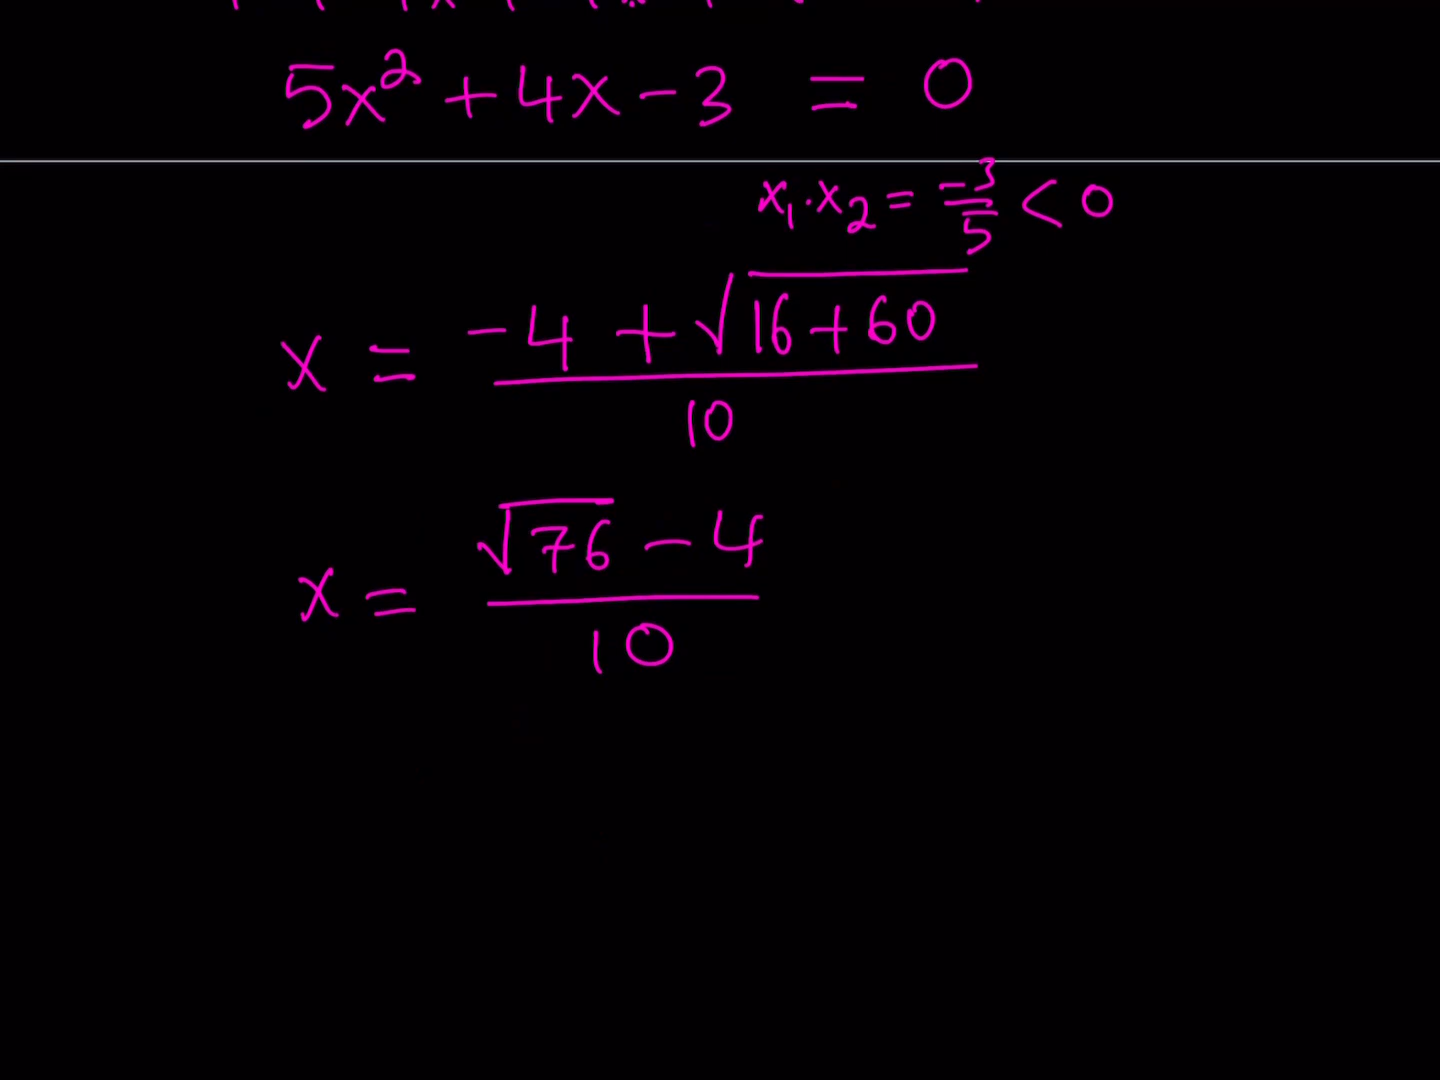 5x² + 4x - 3 = 0
x₁·x₂ = -3/5 < 0
x = (-4 + √(16+60))/10
x = (√76 - 4)/10